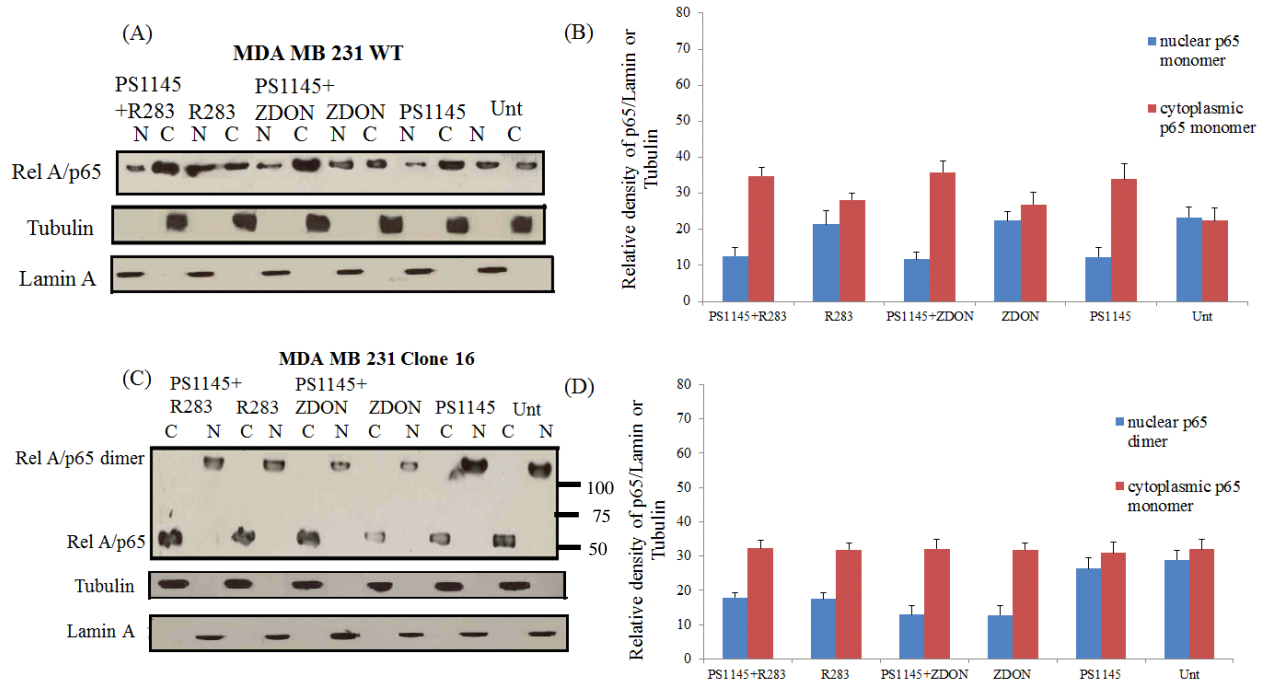 (A)
MDA MB 231 WT
PS1145
+R283
R283
PS1145+
ZDON
ZDON
PS1145
Unt
N C N C N C N C N C N C
Rel A/p65
Tubulin
Lamin A
(B)
Relative density of p65/Lamin or
Tubulin
80
70
60
50
40
30
20
10
0
PS1145+R283 R283 PS1145+ZDON ZDON PS1145 Unt
nuclear p65
monomer
cytoplasmic
p65 monomer
(C)
MDA MB 231 Clone 16
PS1145+
R283
R283
PS1145+
ZDON
ZDON
PS1145
Unt
C N C N C N C N C N C N
Rel A/p65 dimer
100
75
50
Rel A/p65
Tubulin
Lamin A
(D)
Relative density of p65/Lamin or
Tubulin
80
70
60
50
40
30
20
10
0
PS1145+R283 R283 PS1145+ZDON ZDON PS1145 Unt
nuclear p65
dimer
cytoplasmic p65
monomer